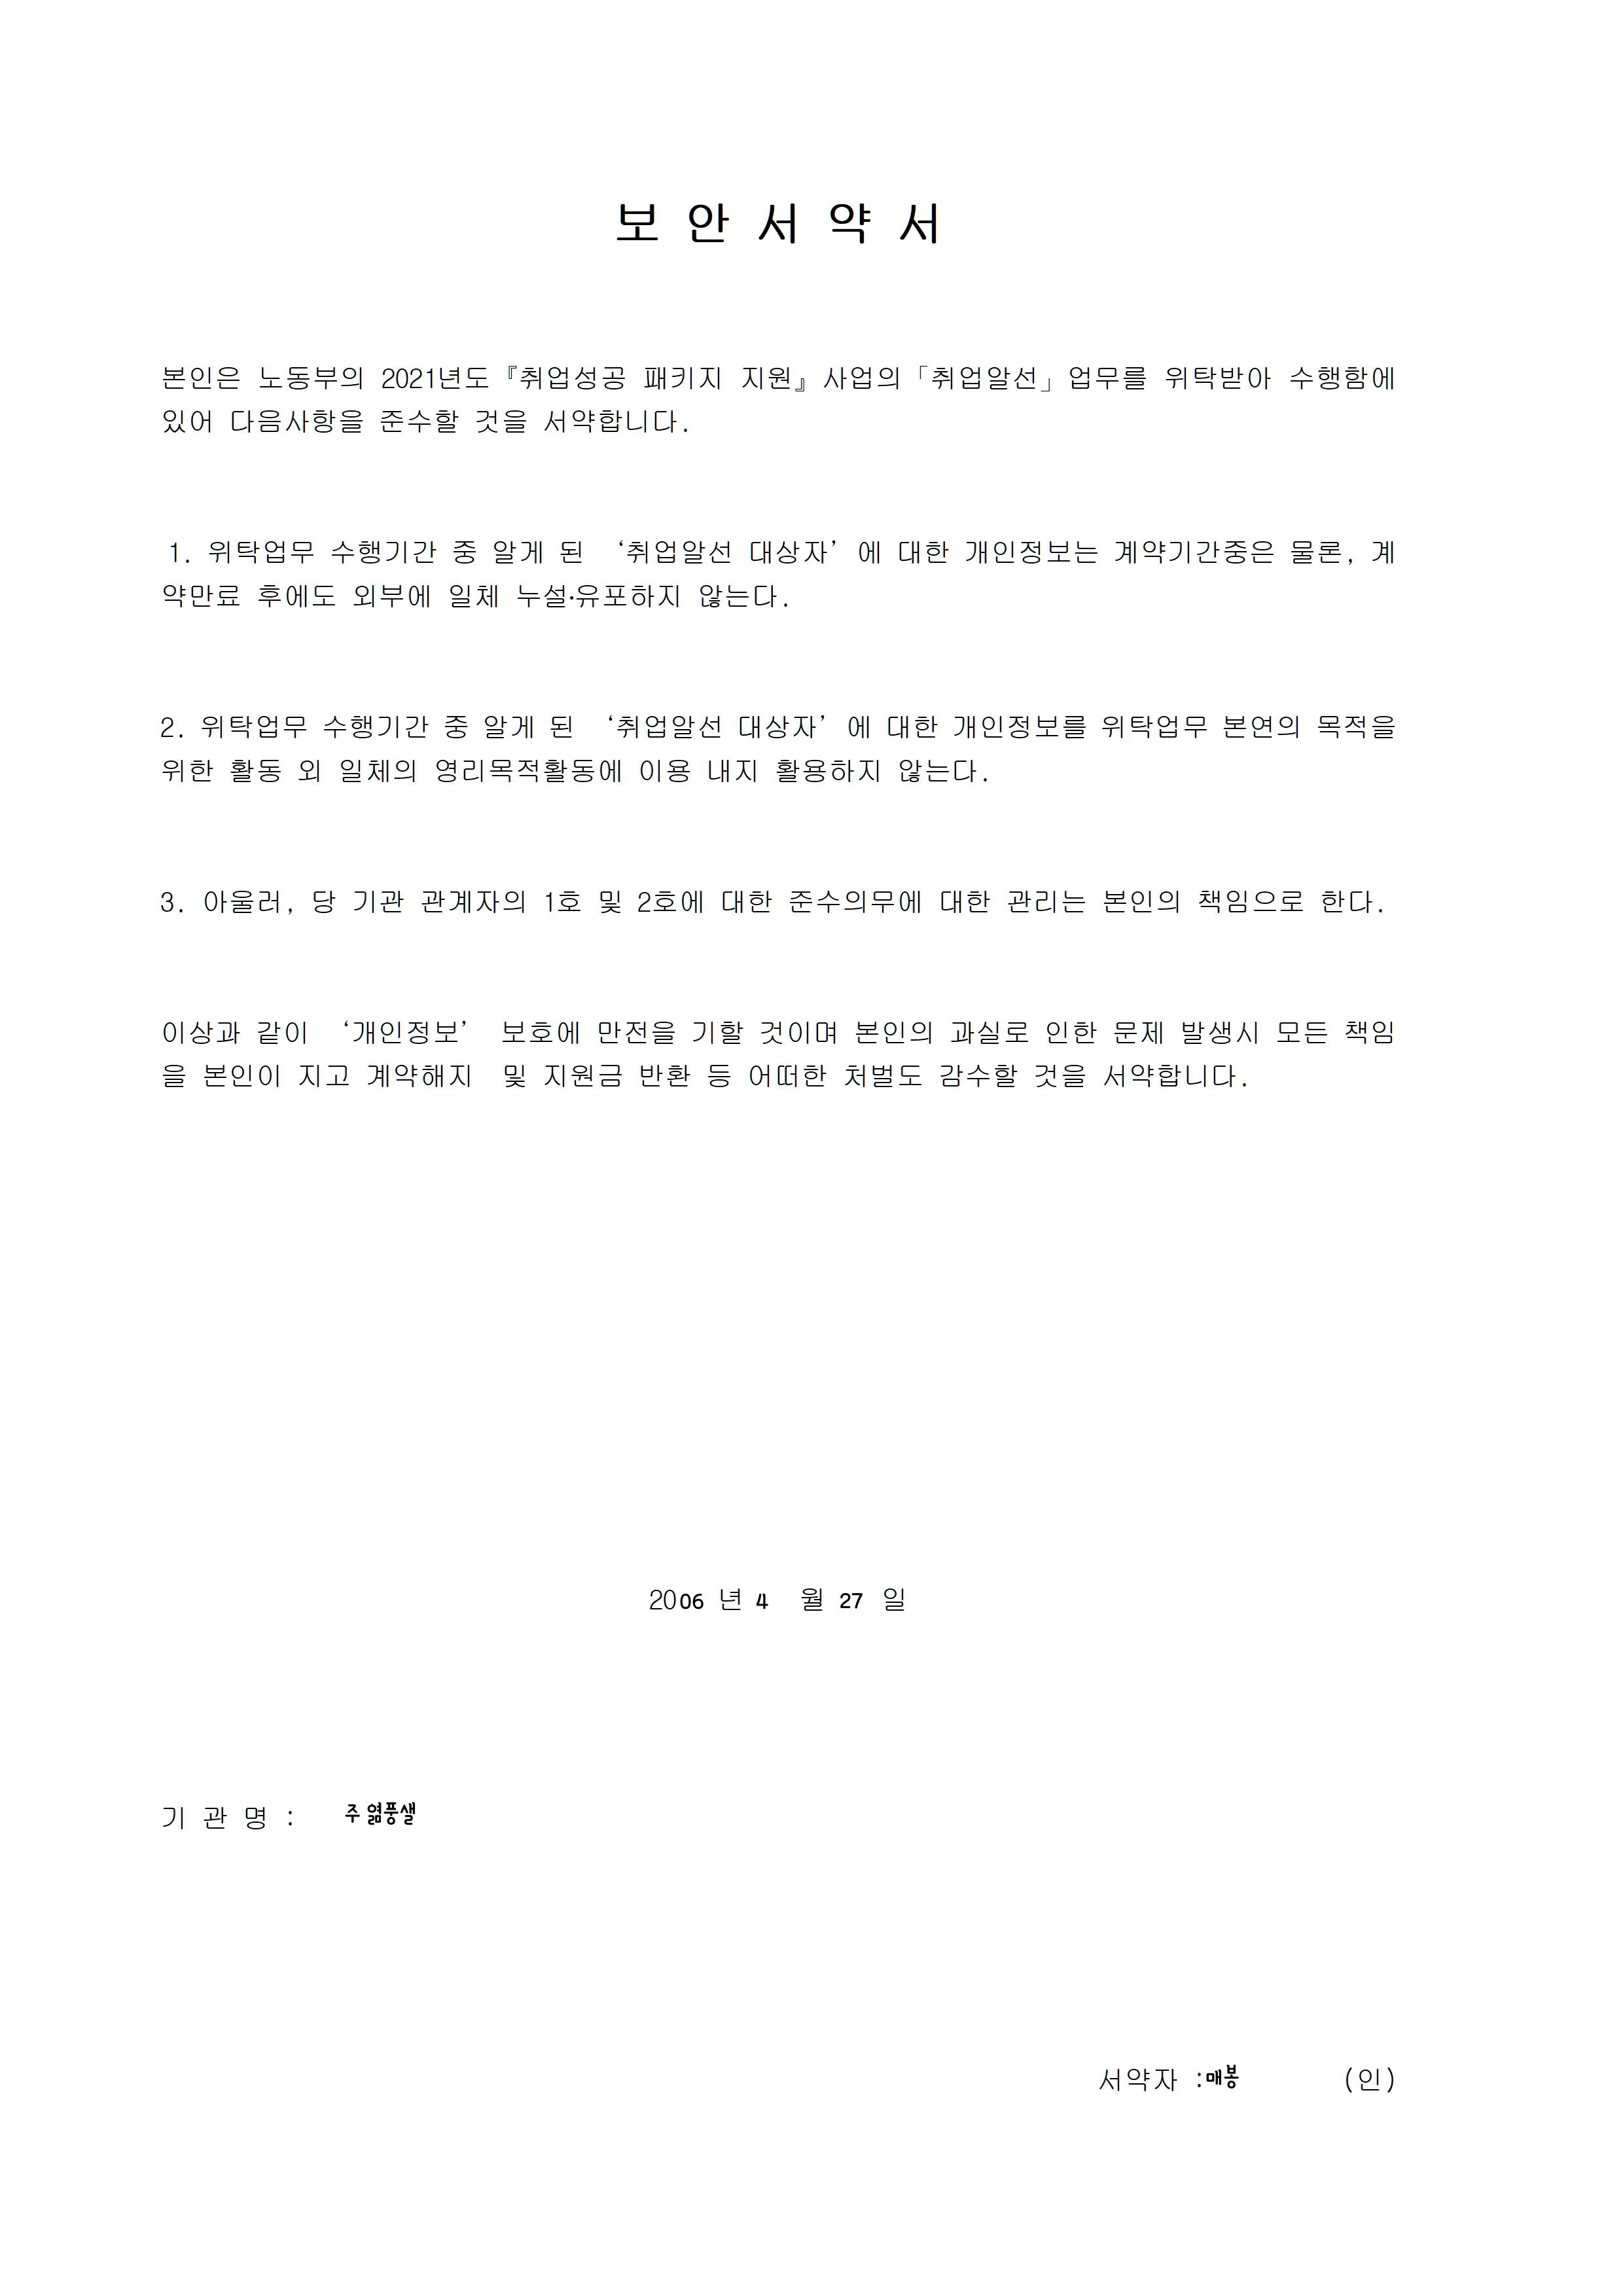 보 안 서 약 서
본인은 노동부의 2021년도『취업성공 패키지 지원』사업의「취업알선」업무를 위탁받아 수행함에
있어 다음사항을 준수할 것을 서약합니다.
1. 위탁업무 수행기간 중 알게 된 ‘취업알선 대상자’에 대한 개인정보는 계약기간중은 물론, 계
약만료 후에도 외부에 일체 누설·유포하지 않는다.
2. 위탁업무 수행기간 중 알게 된 ‘취업알선 대상자’에 대한 개인정보를 위탁업무 본연의 목적을
위한 활동 외 일체의 영리목적활동에 이용 내지 활용하지 않는다.
3. 아울러, 당 기관 관계자의 1호 및 2호에 대한 준수의무에 대한 관리는 본인의 책임으로 한다.
이상과 같이 ‘개인정보’ 보호에 만전을 기할 것이며 본인의 과실로 인한 문제 발생시 모든 책임
을 본인이 지고 계약해지 및 지원금 반환 등 어떠한 처벌도 감수할 것을 서약합니다.
2006 년 4 월 27 일
기 관 명 : 주
서약자 :매봉 (인)